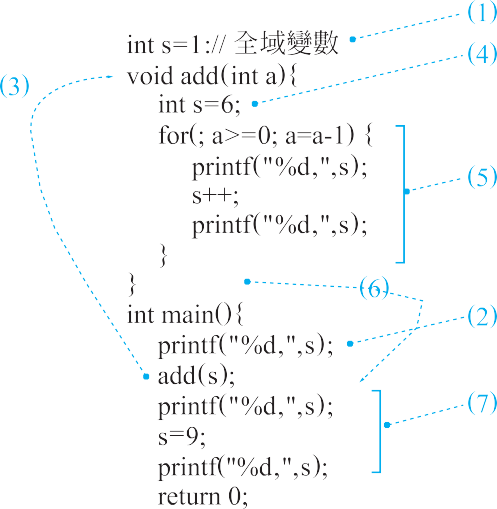 (1)
int s=1:// 全域變數
(4)
(3)
void add(int a){
int s=6;
for(; a>=0; a=a-1) {
printf("%d,",s);
(5)
s++;
printf("%d,",s);
}
}
(6)
int main(){
printf("%d,",s);
(2)
add(s);
printf("%d,",s);
(7)
s=9;
printf("%d,",s);
return 0;